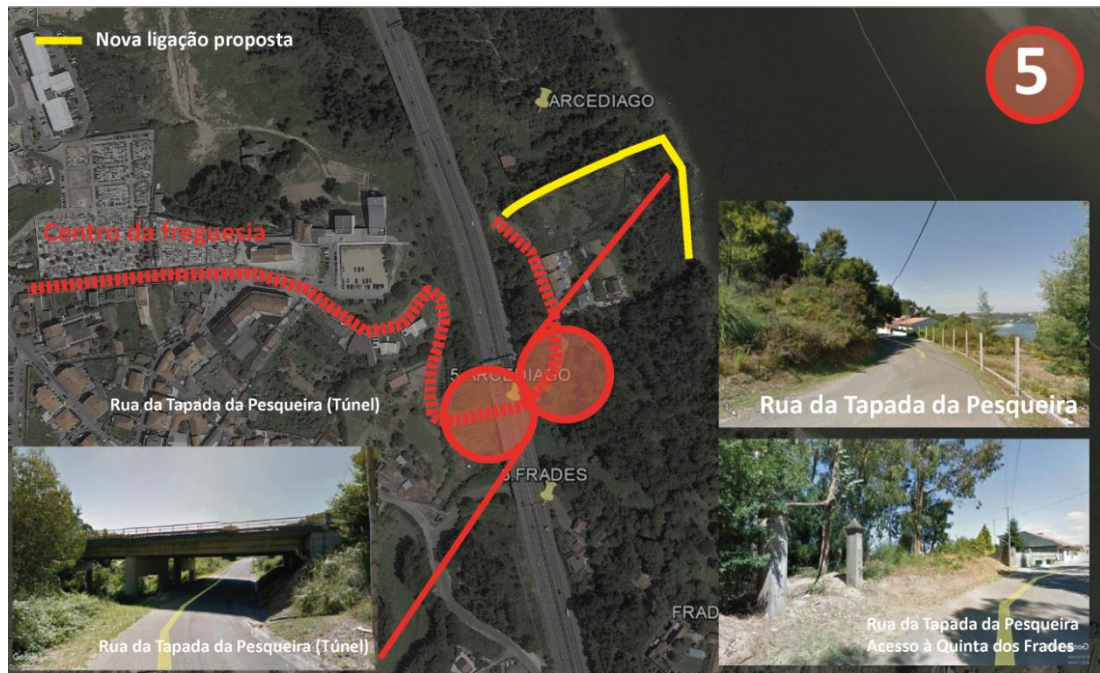 Nova ligação proposta
5
ARCEDIAGO
Centro da freguesia
5.ARCEDIAGO
Rua da Tapada da Pesqueira (Túnel)
Rua da Tapada da Pesqueira
.FRADES
FRAD
Rua da Tapada da Pesqueira (Túnel)
Rua da Tapada da Pesqueira
Acesso à Quinta dos Frades